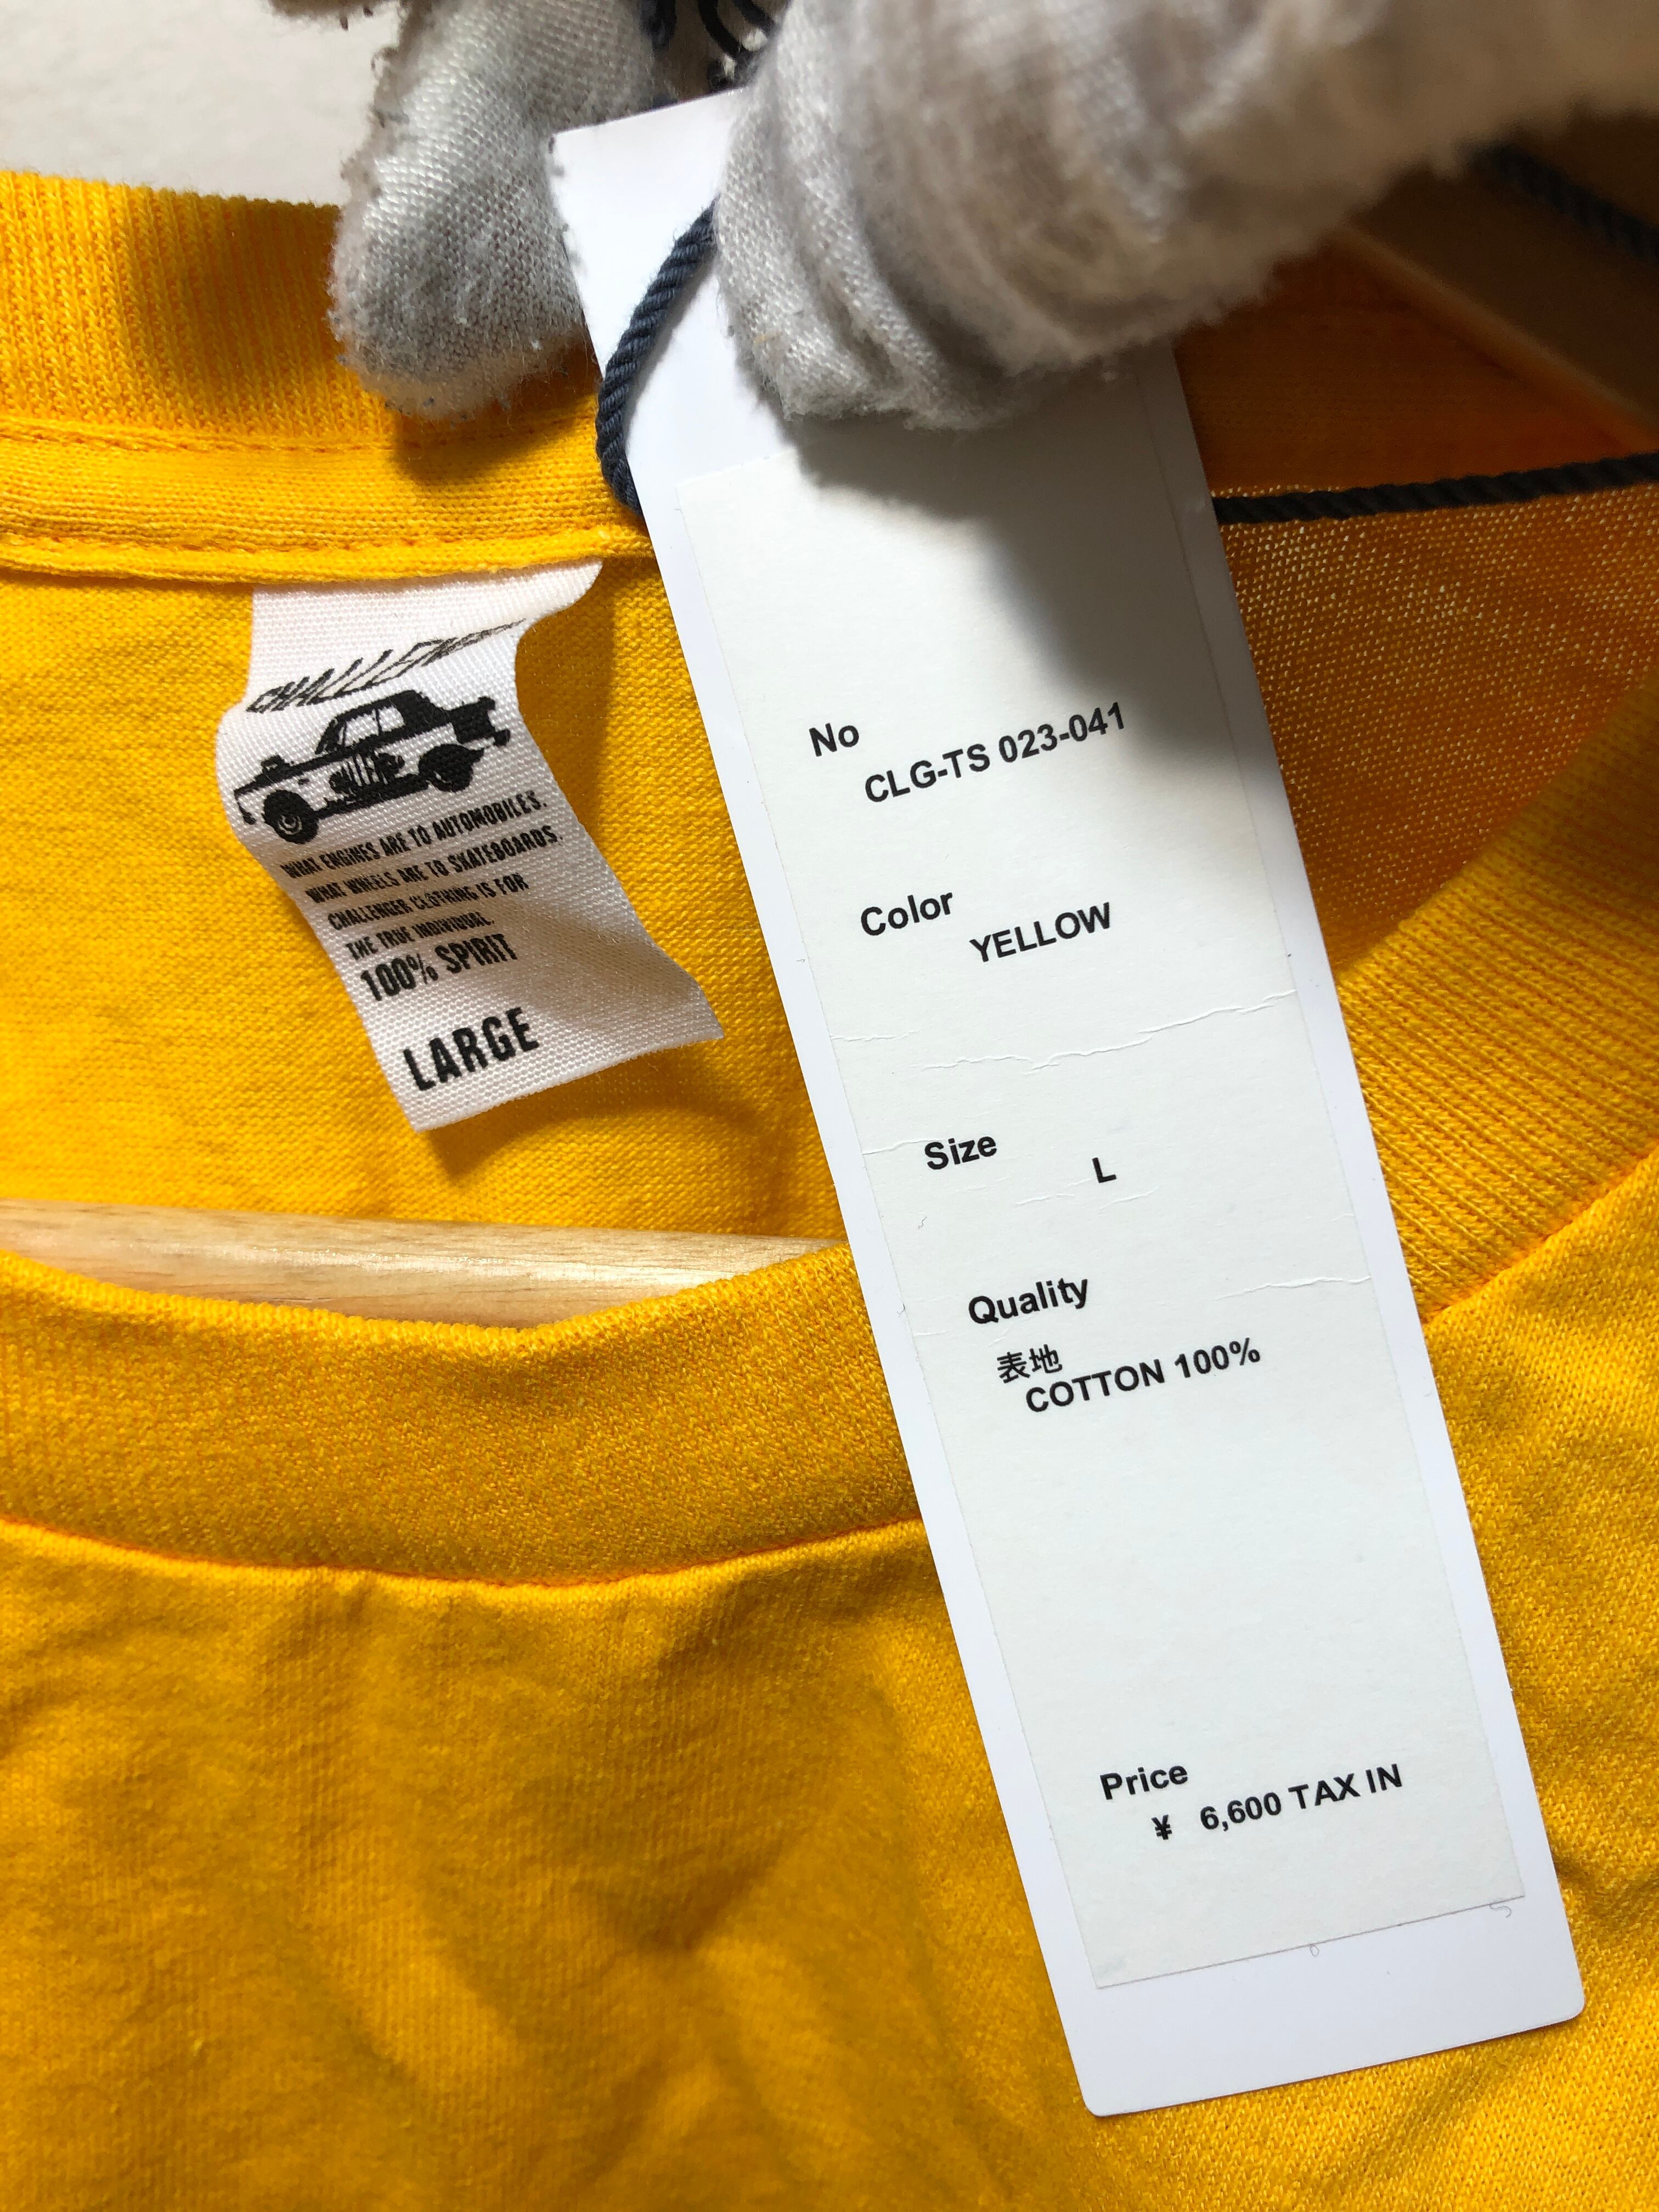 CHALLENGER
WHAT ENGINES ARE TO AUTOMOBILES.
WHAT WHEELS ARE TO SKATEBOARDS.
CHALLENGER CLOTHING IS FOR
THE TRUE INDIVIDUAL.
100% SPIRIT
LARGE
No
CLG-TS 023-041
Color
YELLOW
Size
L
Quality
表地
COTTON 100%
Price
¥ 6,600 TAX IN